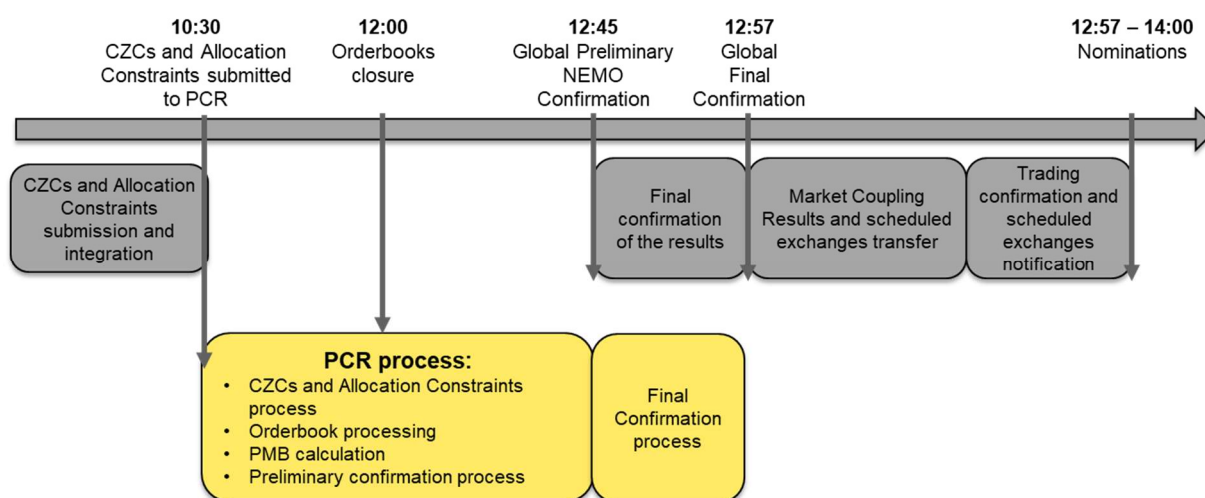 10:30
CZCs and Allocation
Constraints submitted
to PCR
12:00
Orderbooks
closure
12:45
Global Preliminary
NEMO
Confirmation
12:57
Global
Final
Confirmation
12:57 – 14:00
Nominations
CZCs and Allocation
Constraints
submission and
integration
Final
confirmation
of the results
Market Coupling
Results and scheduled
exchanges transfer
Trading
confirmation and
scheduled
exchanges
notification
PCR process:
• CZCs and Allocation Constraints
process
• Orderbook processing
• PMB calculation
• Preliminary confirmation process
Final
Confirmation
process